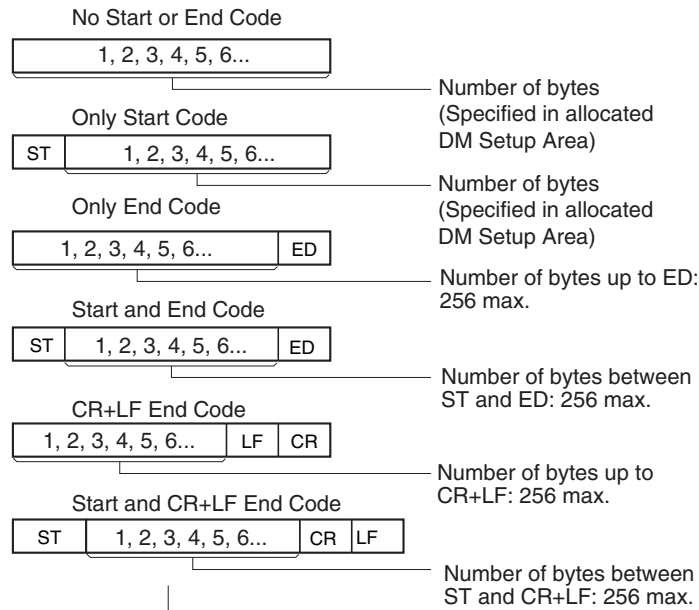 No Start or End Code
1, 2, 3, 4, 5, 6...
Number of bytes
(Specified in allocated
DM Setup Area)
Only Start Code
ST 1, 2, 3, 4, 5, 6...
Number of bytes
(Specified in allocated
DM Setup Area)
Only End Code
1, 2, 3, 4, 5, 6... ED
Number of bytes up to ED:
256 max.
Start and End Code
ST 1, 2, 3, 4, 5, 6... ED
Number of bytes between
ST and ED: 256 max.
CR+LF End Code
1, 2, 3, 4, 5, 6... LF CR
Number of bytes up to
CR+LF: 256 max.
Start and CR+LF End Code
ST 1, 2, 3, 4, 5, 6... CR LF
Number of bytes between
ST and CR+LF: 256 max.